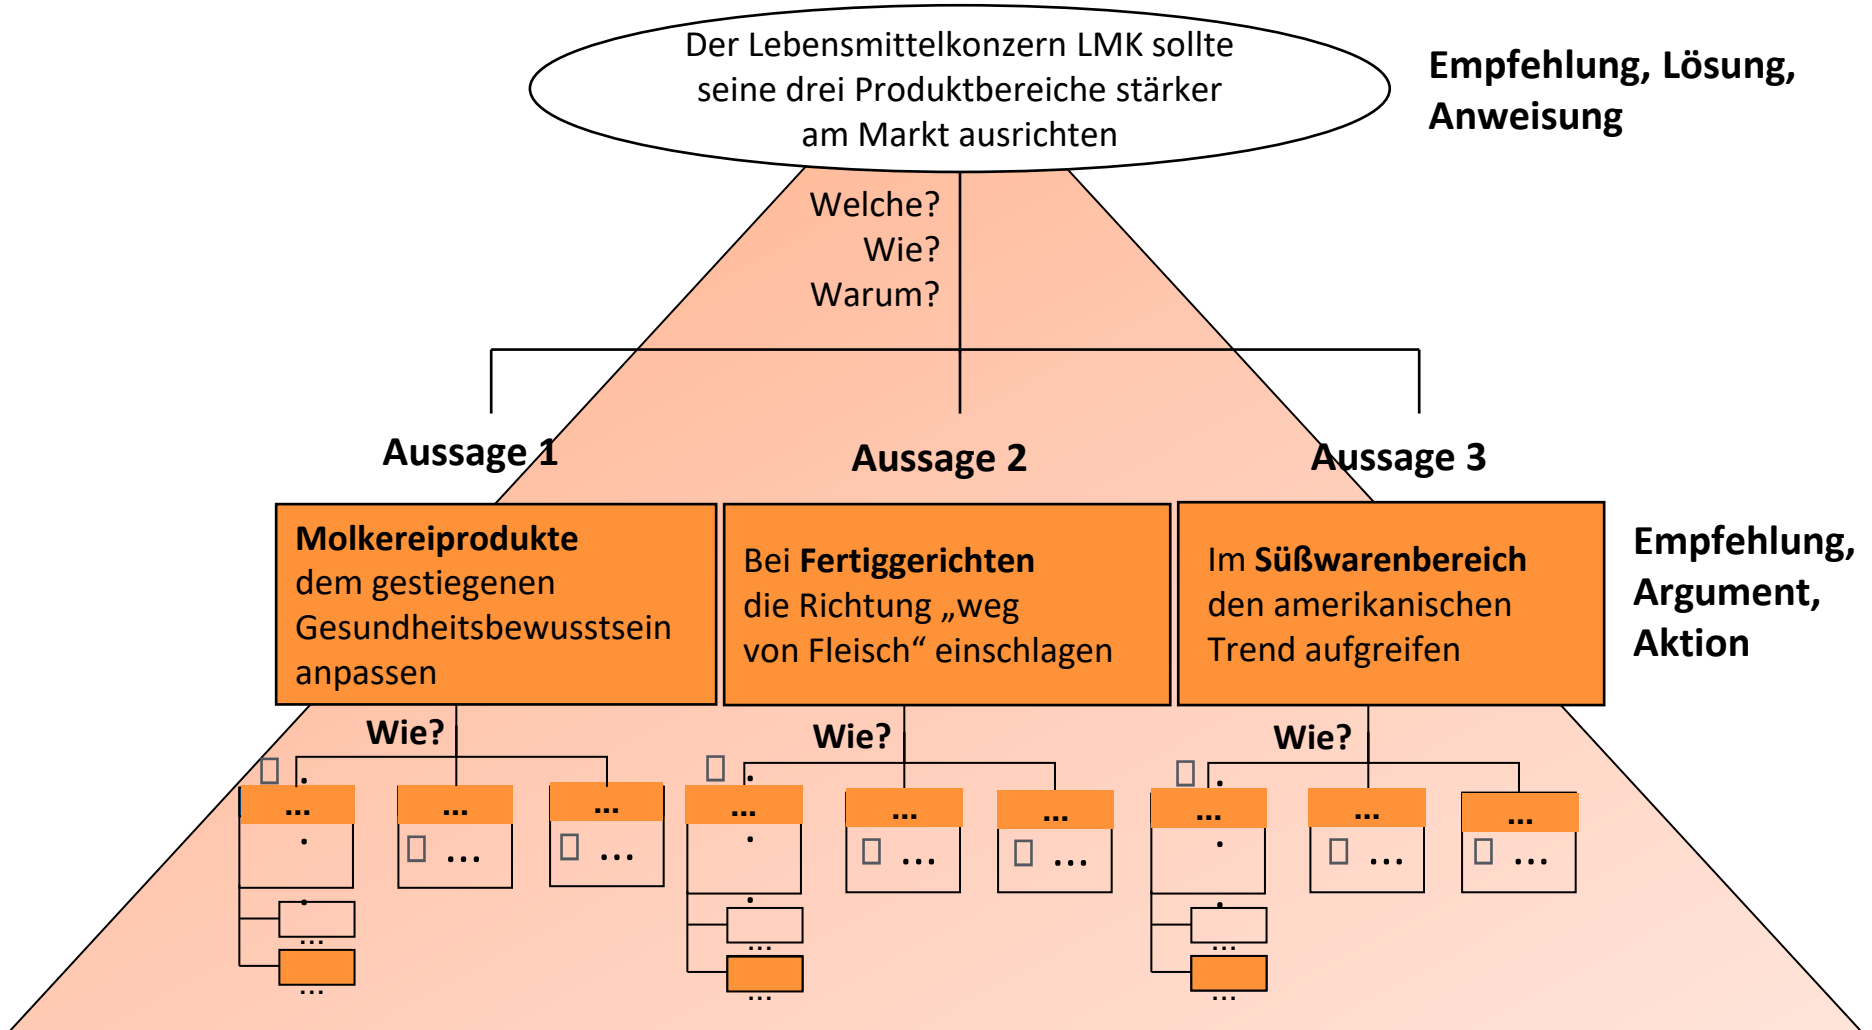 Der Lebensmittelkonzern LMK sollte
seine drei Produktbereiche stärker
am Markt ausrichten
Empfehlung, Lösung,
Anweisung
Welche?
Wie?
Warum?
Aussage 1
Aussage 2
Aussage 3
Molkereiprodukte
dem gestiegenen
Gesundheitsbewusstsein
anpassen
Bei Fertiggerichten
die Richtung „weg
von Fleisch“ einschlagen
Im Süßwarenbereich
den amerikanischen
Trend aufgreifen
Empfehlung,
Argument,
Aktion
Wie?
Wie?
Wie?
... ... ... ... ... ... ... ... ...
... ... ... ... ... ...
... ... ...
... ... ...